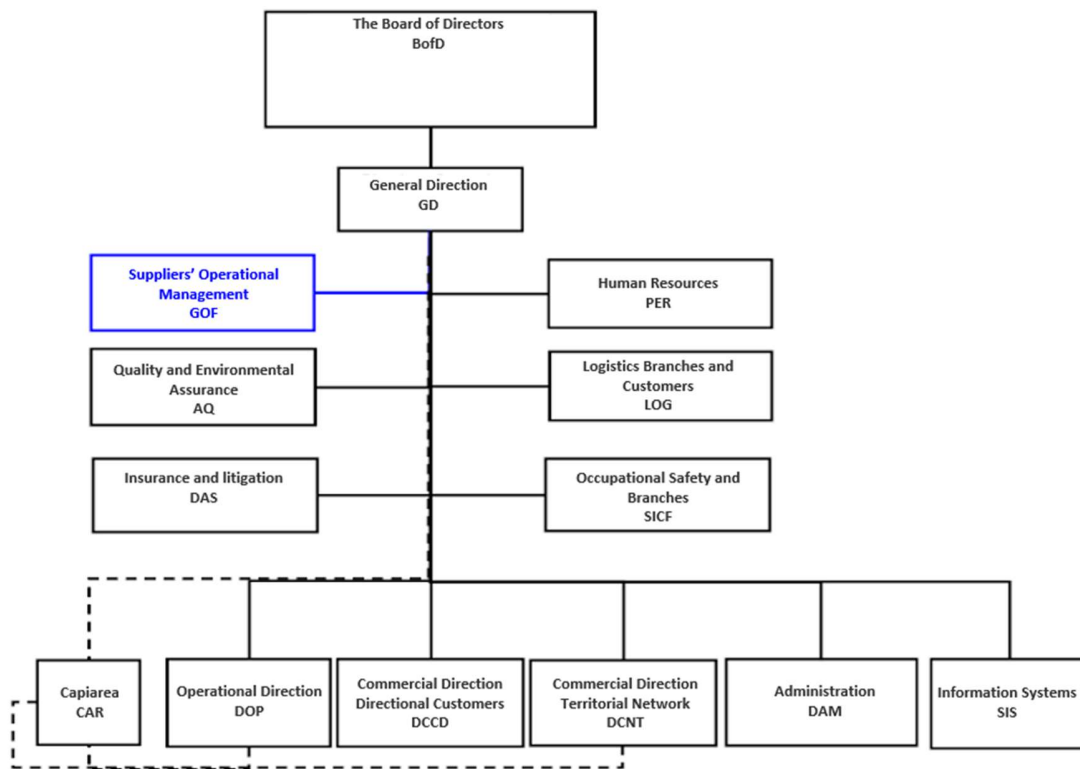 The Board of Directors
BofD
General Direction
GD
Suppliers’ Operational
Management
GOF
Human Resources
PER
Quality and Environmental
Assurance
AQ
Logistics Branches and
Customers
LOG
Insurance and litigation
DAS
Occupational Safety and
Branches
SICF
Capiarea
CAR
Operational Direction
DOP
Commercial Direction
Directional Customers
DCCD
Commercial Direction
Territorial Network
DCNT
Administration
DAM
Information Systems
SIS